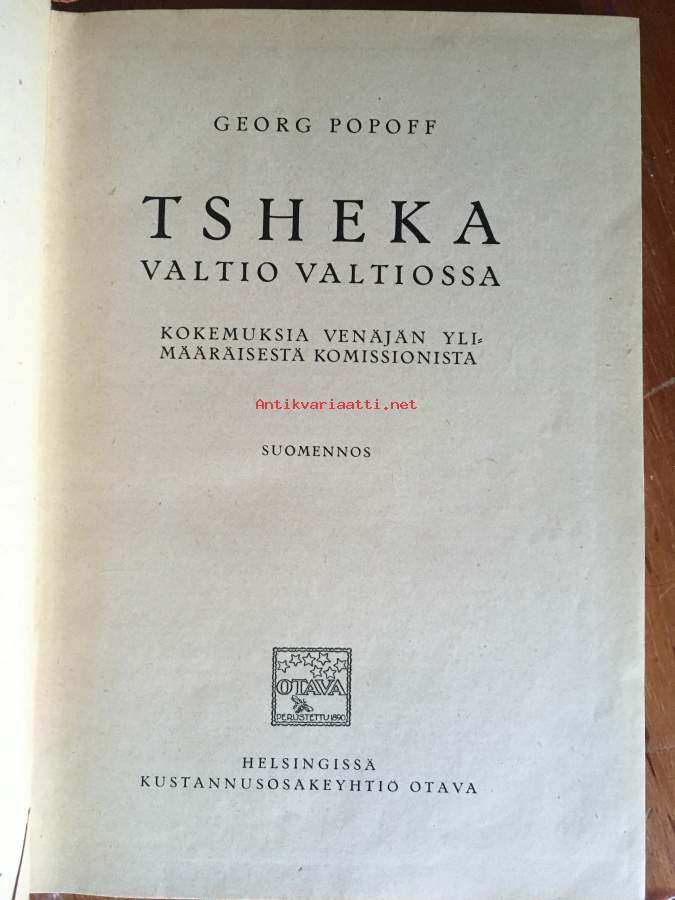 GEORG POPOFF
TSHEKA
VALTIO VALTIOSSA
KOKEMUKSIA VENÄJÄN YLI-
MÄÄRÄISESTÄ KOMISSIONISTA
Antikvariaatti.net
SUOMENNOS
OTAVA
PERUSTETTU 1890
HELSINGISSÄ
KUSTANNUSOSAKEYHTIÖ OTAVA